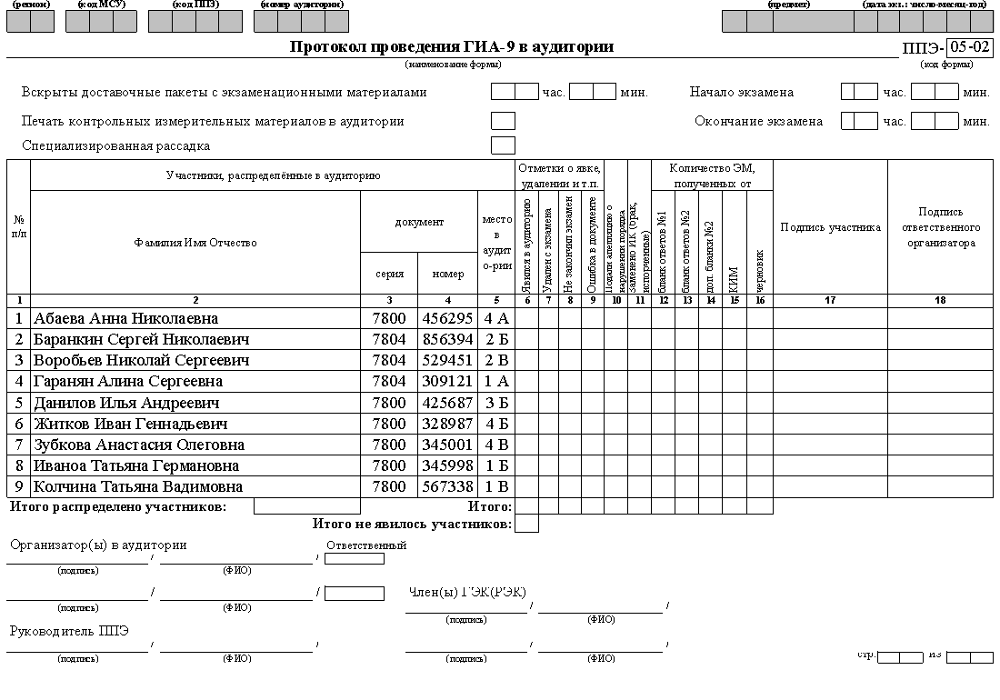 (регион) (код МСУ) (код ППЭ) (номер аудитории) (предмет) (дата экз.: число-месяц-год)
Протокол проведения ГИА-9 в аудитории ППЭ- 05-02
(наименование формы) (код формы)
Вскрыты доставочные пакеты с экзаменационными материалами час. мин. Начало экзамена час. мин.
Печать контрольных измерительных материалов в аудитории Окончание экзамена час. мин.
Специализированная рассадка
№ п/п
Участники, распределённые в аудиторию
Фамилия Имя Отчество
документ
серия
номер
место в аудит о-рии
Отметки о явке, удалении и т.п.
Явился в аудиторию
Удален с экзамена
Не закончил экзамен
Ошибка в документе
Подали апелляцию о нарушении порядка
Заменено ИК (брак, испорченные)
Количество ЭМ, полученных от
бланк ответов №1
бланк ответов №2
доп. бланки №2
КИМ
черновик
Подпись участника
Подпись ответственного организатора
1 2 3 4 5 6 7 8 9 10 11 12 13 14 15 16 17 18
1 Абаева Анна Николаевна 7800 456295 4 А
2 Баранкин Сергей Николаевич 7804 856394 2 Б
3 Воробьев Николай Сергеевич 7804 529451 2 В
4 Гаранян Алина Сергеевна 7804 309121 1 А
5 Данилов Илья Андреевич 7800 425687 3 Б
6 Житков Иван Геннадьевич 7800 328987 4 Б
7 Зубкова Анастасия Олеговна 7800 345001 4 В
8 Иваноа Татьяна Германовна 7800 345998 1 Б
9 Колчина Татьяна Вадимовна 7800 567338 1 В
Итого распределено участников: Итого:
Итого не явилось участников:
Организатор(ы) в аудитории Ответственный
/ /
(подпись) (ФИО)
/ / Член(ы) ГЭК(РЭК)
(подпись) (ФИО) / /
(подпись) (ФИО)
Руководитель ППЭ
/ / / /
(подпись) (ФИО) (подпись) (ФИО)
стр. из